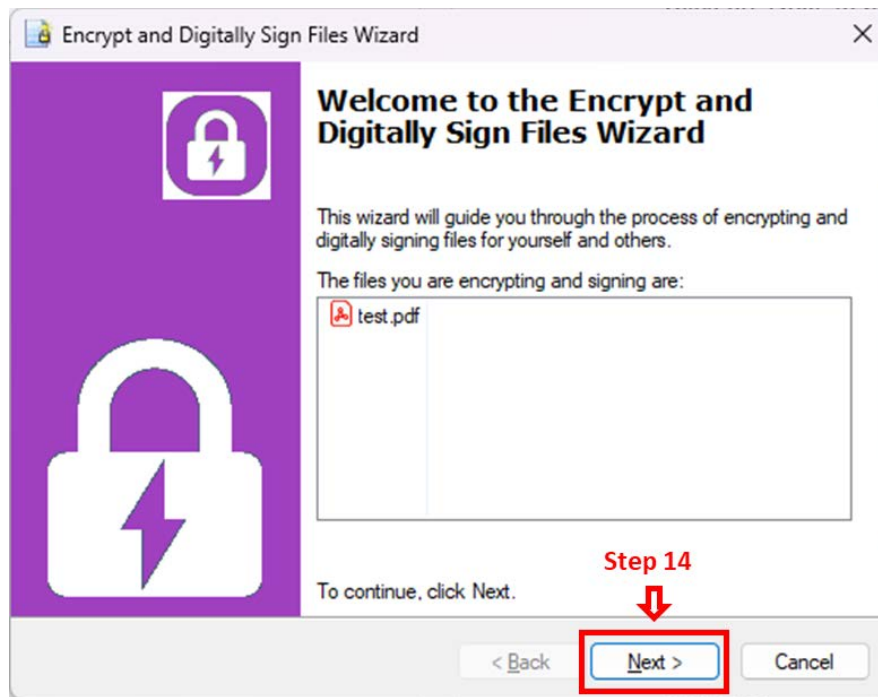 Encrypt and Digitally Sign Files Wizard
Welcome to the Encrypt and
Digitally Sign Files Wizard
This wizard will guide you through the process of encrypting and
digitally signing files for yourself and others.
The files you are encrypting and signing are:
test.pdf
Step 14
To continue, click Next.
< Back
Next >
Cancel